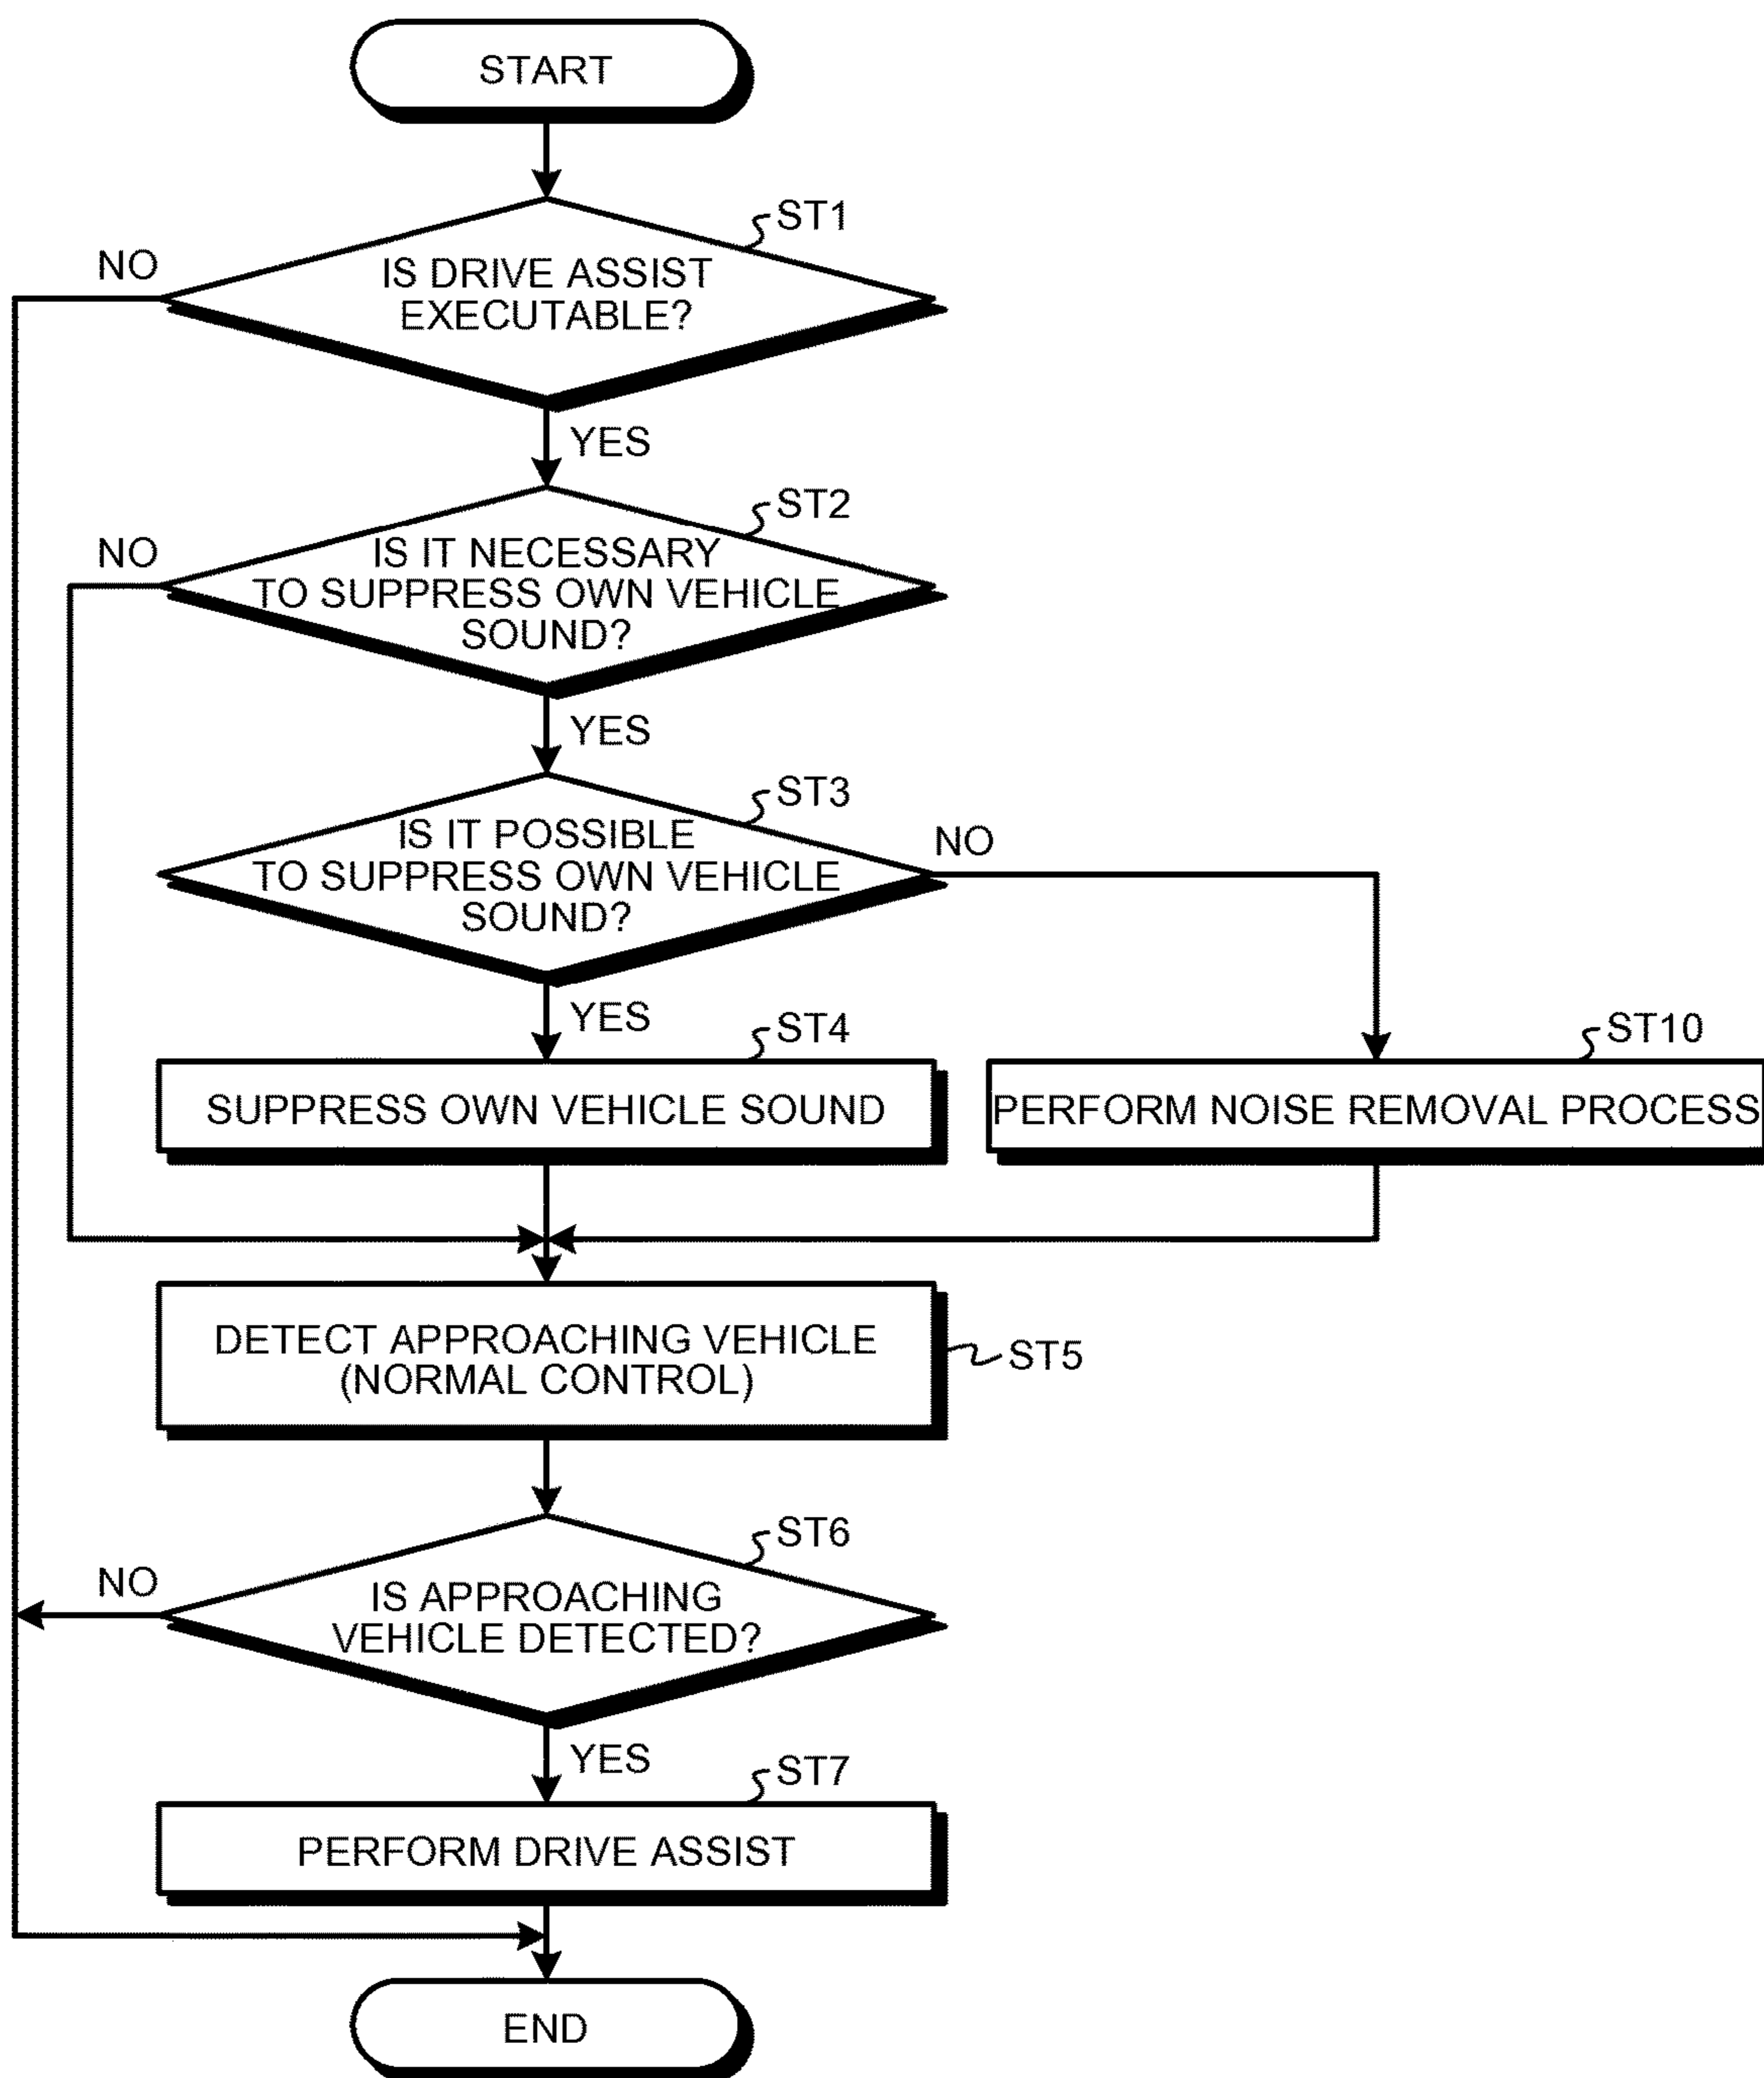 START
ST1
NO
IS DRIVE ASSIST
EXECUTABLE?
YES
ST2
NO
IS IT NECESSARY
TO SUPPRESS OWN VEHICLE
SOUND?
YES
ST3
IS IT POSSIBLE
TO SUPPRESS OWN VEHICLE
SOUND?
NO
YES
ST4
ST10
SUPPRESS OWN VEHICLE SOUND
PERFORM NOISE REMOVAL PROCESS
DETECT APPROACHING VEHICLE
(NORMAL CONTROL)
ST5
ST6
NO
IS APPROACHING
VEHICLE DETECTED?
YES
ST7
PERFORM DRIVE ASSIST
END